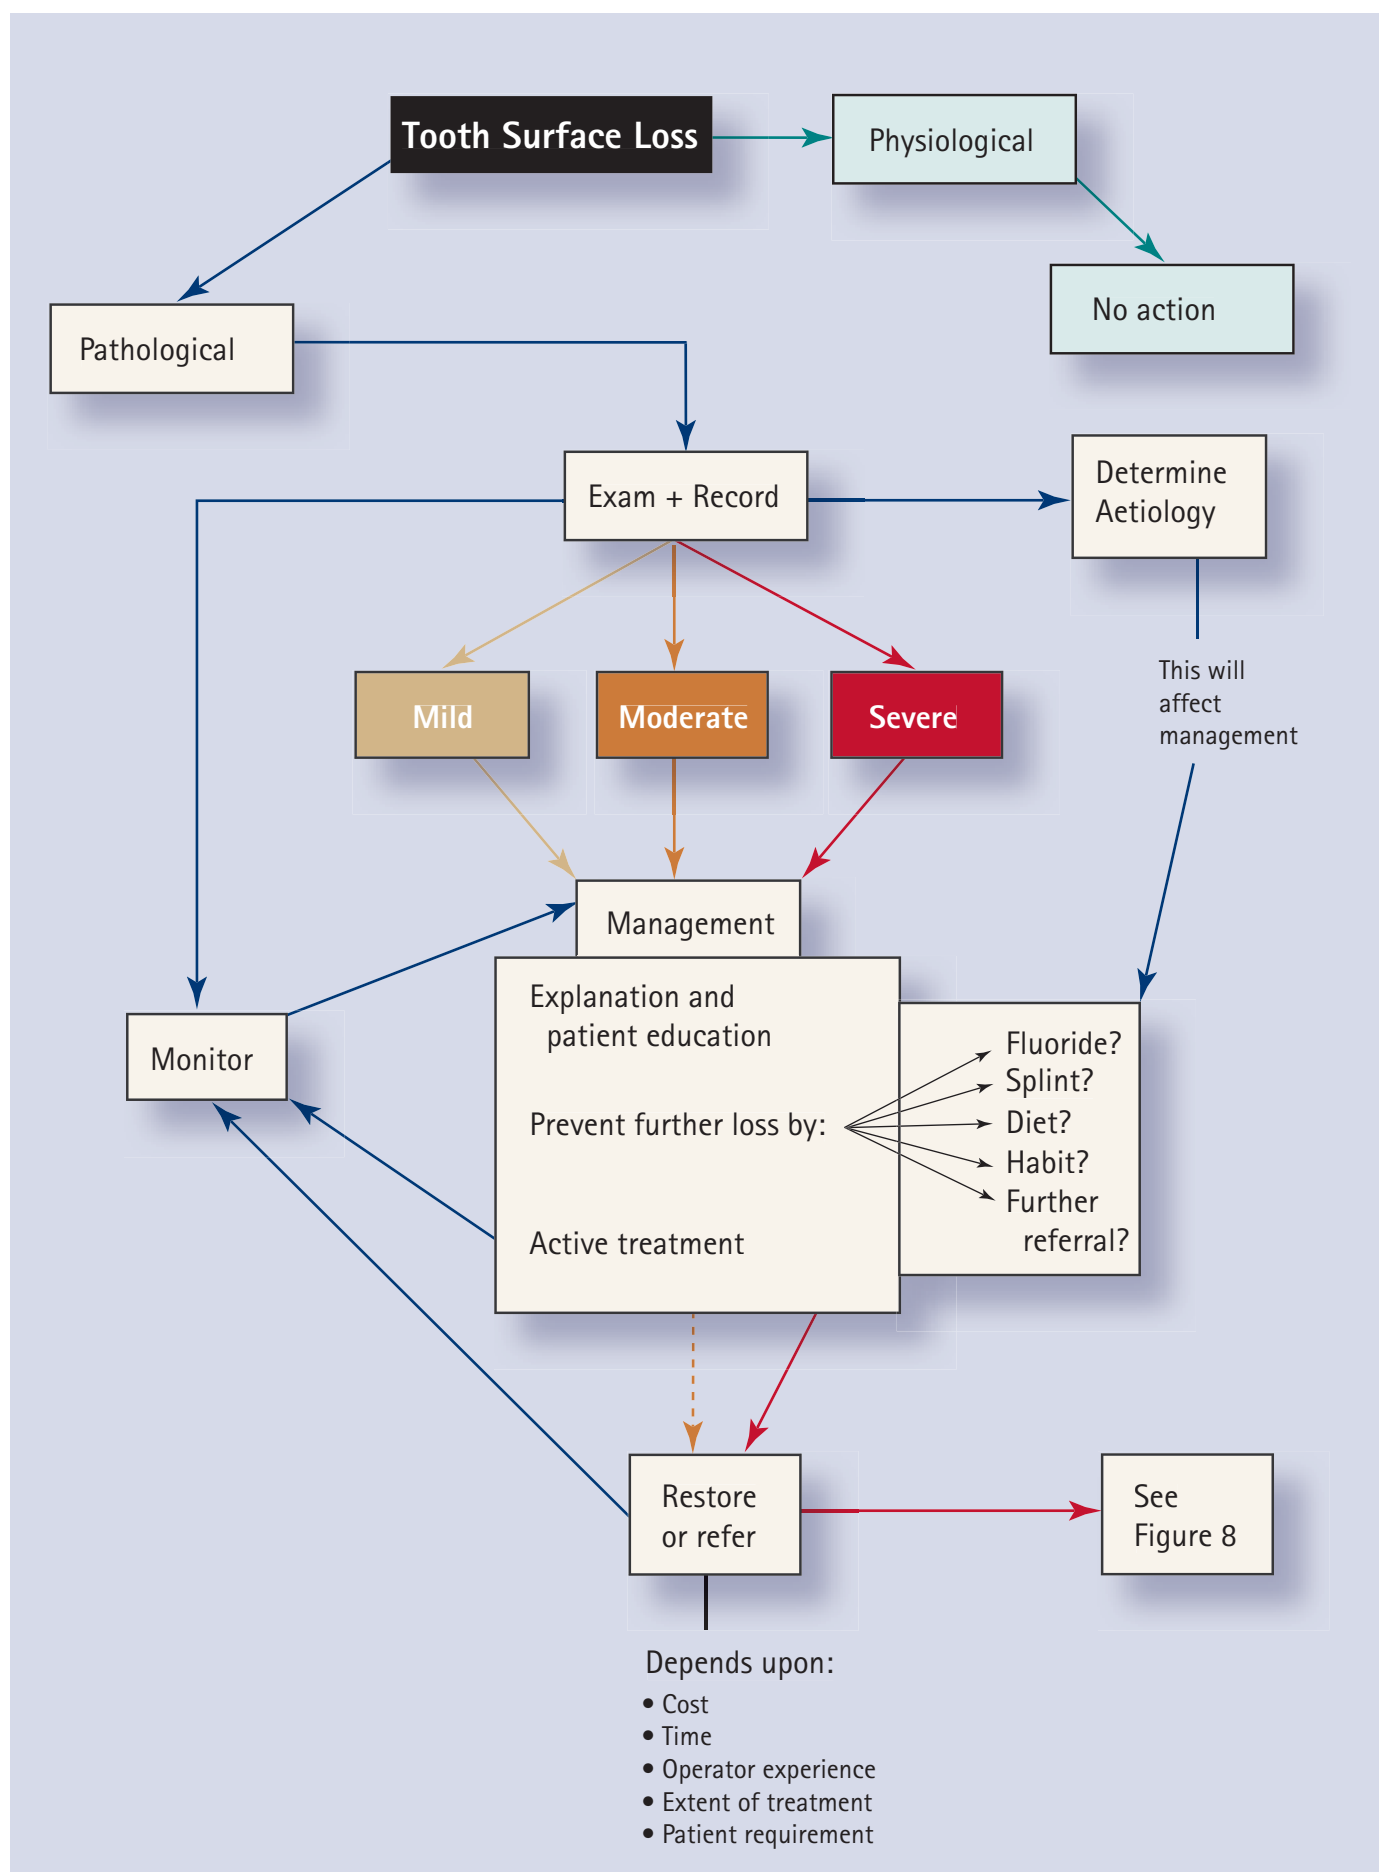 Tooth Surface Loss
Physiological
No action
Pathological
Exam + Record
Determine
Aetiology
Mild
Moderate
Severe
This will
affect
management
Management
Explanation and
patient education
Prevent further loss by:
Fluoride?
Splint?
Diet?
Habit?
Further
referral?
Active treatment
Monitor
Restore
or refer
See
Figure 8
Depends upon:
• Cost
• Time
• Operator experience
• Extent of treatment
• Patient requirement